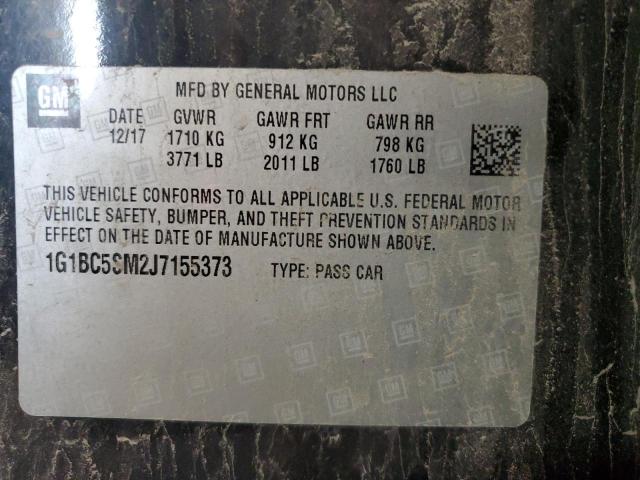 GM
MFD BY GENERAL MOTORS LLC
DATE GVWR GAWR FRT GAWR RR
12/17 1710 KG 912 KG 798 KG
3771 LB 2011 LB 1760 LB
THIS VEHICLE CONFORMS TO ALL APPLICABLE U.S. FEDERAL MOTOR
VEHICLE SAFETY, BUMPER, AND THEFT PREVENTION STANDARDS IN
EFFECT ON THE DATE OF MANUFACTURE SHOWN ABOVE.
1G1BC5SM2J7155373 TYPE: PASS CAR